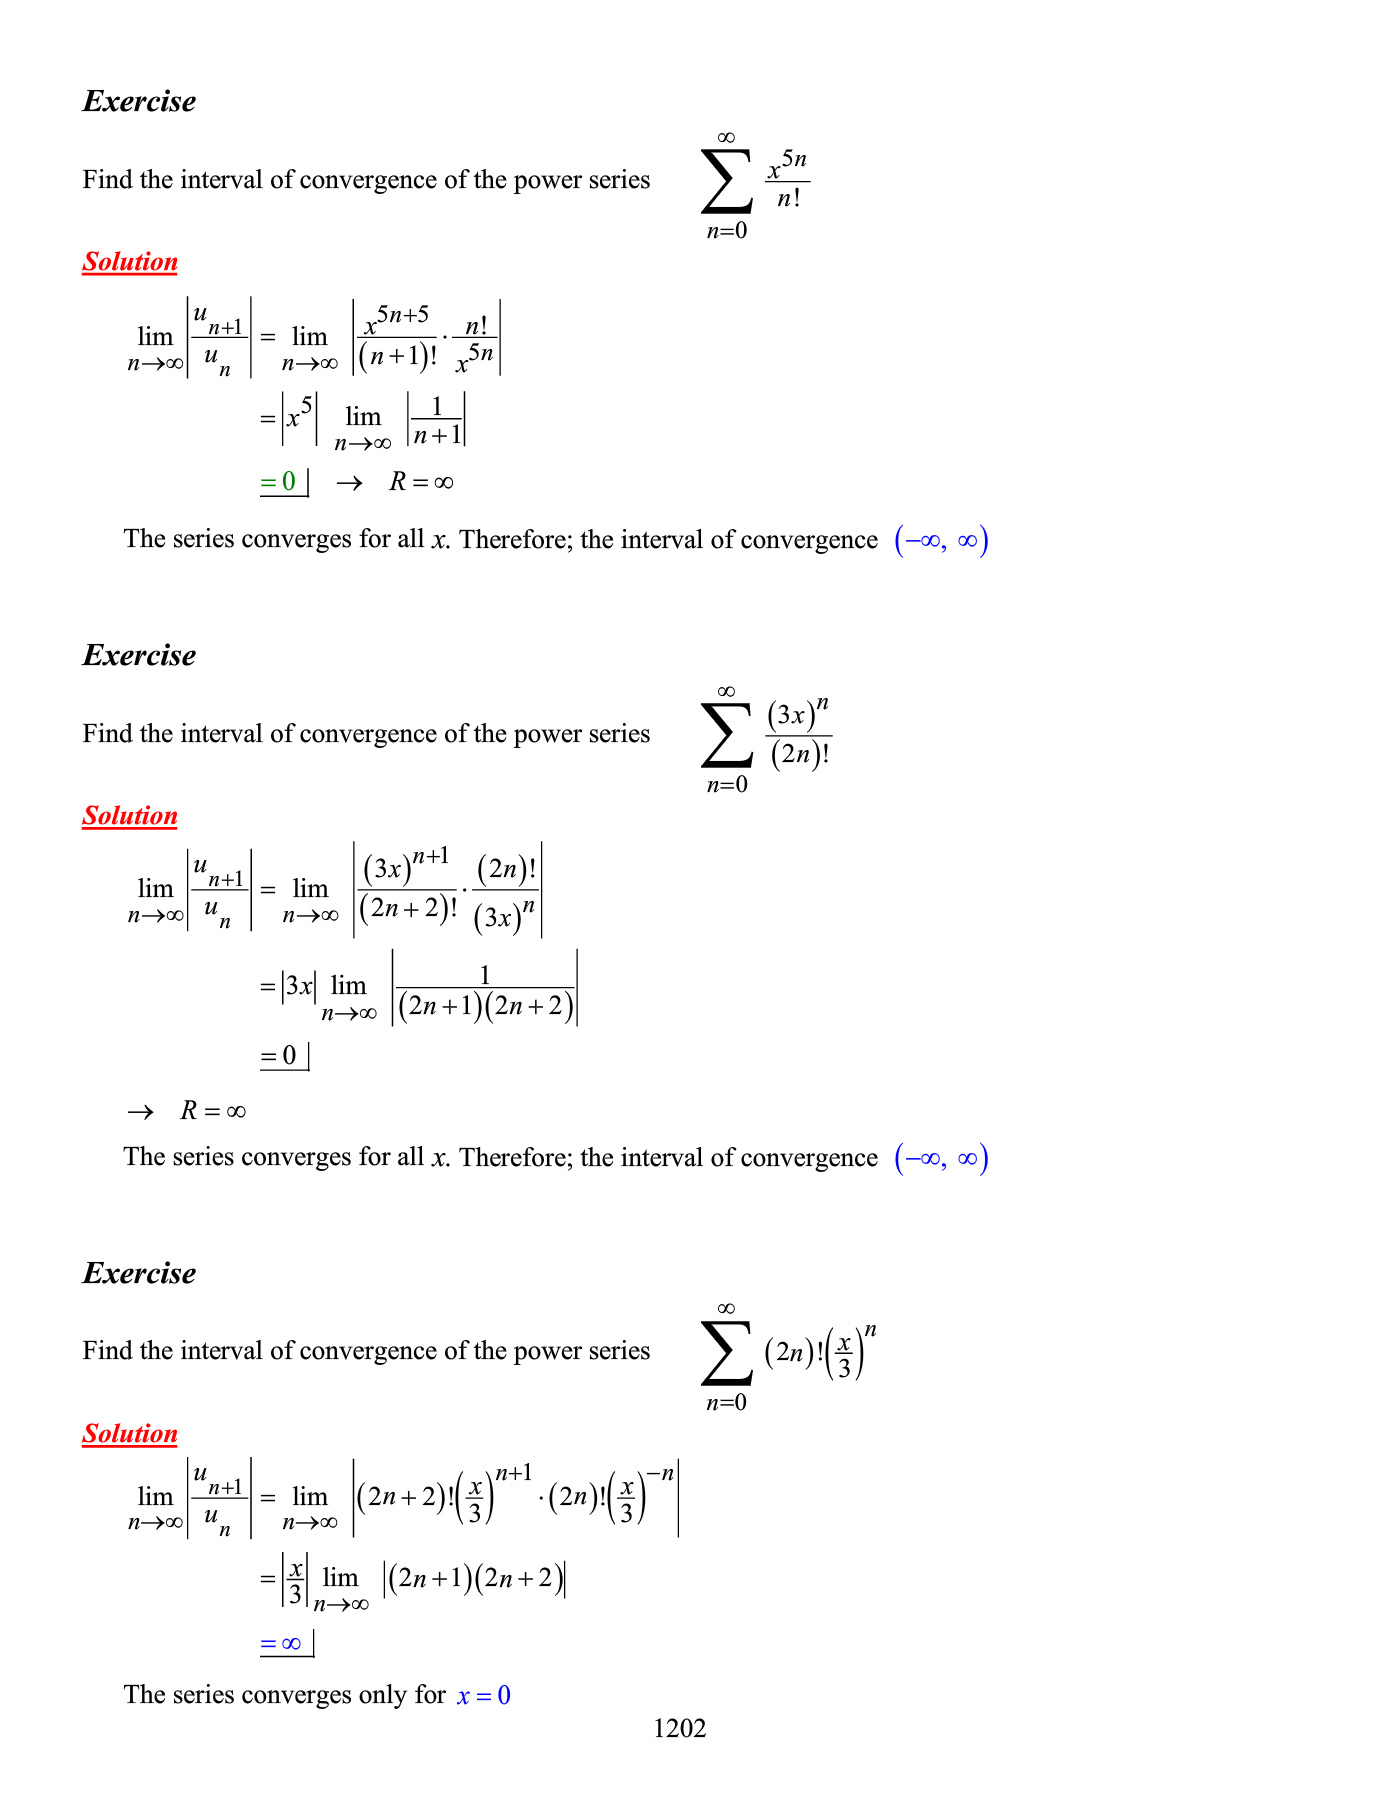 Exercise
Find the interval of convergence of the power series $\sum_{n=0}^{\infty} \frac{x^{5n}}{n!}$
Solution
$\lim_{n\to\infty} \left| \frac{u_{n+1}}{u_n} \right| = \lim_{n\to\infty} \left| \frac{x^{5n+5}}{(n+1)!} \cdot \frac{n!}{x^{5n}} \right|$
$= \left| x^5 \right| \lim_{n\to\infty} \left| \frac{1}{n+1} \right|$
$= 0 \rfloor \to R = \infty$
The series converges for all x. Therefore; the interval of convergence $(-\infty, \infty)$
Exercise
Find the interval of convergence of the power series $\sum_{n=0}^{\infty} \frac{(3x)^n}{(2n)!}$
Solution
$\lim_{n\to\infty} \left| \frac{u_{n+1}}{u_n} \right| = \lim_{n\to\infty} \left| \frac{(3x)^{n+1}}{(2n+2)!} \cdot \frac{(2n)!}{(3x)^n} \right|$
$= |3x| \lim_{n\to\infty} \left| \frac{1}{(2n+1)(2n+2)} \right|$
$= 0 \rfloor$
$\to R = \infty$
The series converges for all x. Therefore; the interval of convergence $(-\infty, \infty)$
Exercise
Find the interval of convergence of the power series $\sum_{n=0}^{\infty} (2n)! \left( \frac{x}{3} \right)^n$
Solution
$\lim_{n\to\infty} \left| \frac{u_{n+1}}{u_n} \right| = \lim_{n\to\infty} \left| (2n+2)! \left( \frac{x}{3} \right)^{n+1} \cdot (2n)! \left( \frac{x}{3} \right)^{-n} \right|$
$= \left| \frac{x}{3} \right| \lim_{n\to\infty} |(2n+1)(2n+2)|$
$= \infty \rfloor$
The series converges only for $x = 0$
1202